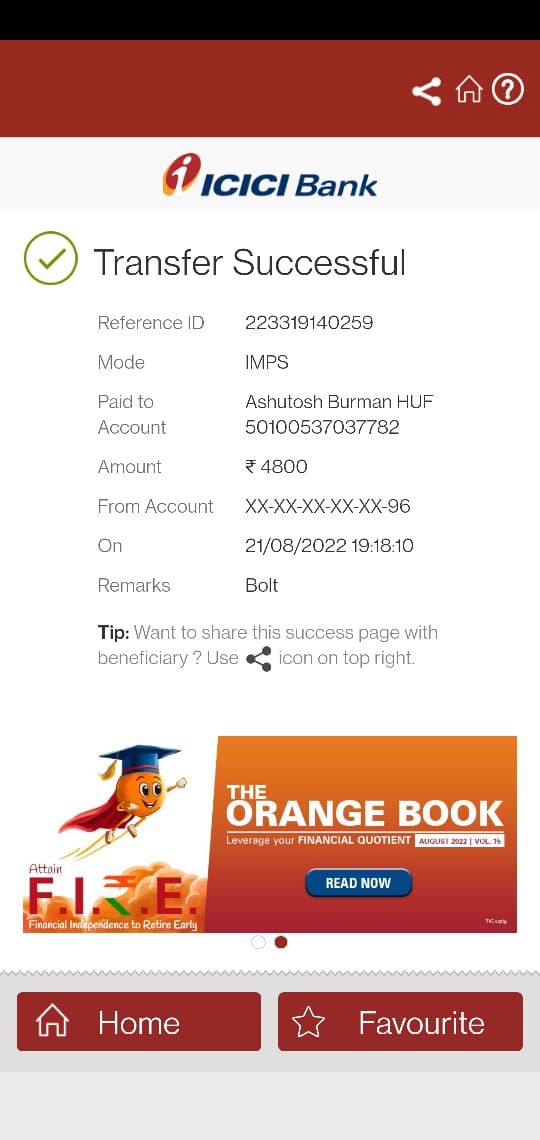 ICICI Bank
Transfer Successful
Reference ID 223319140259
Mode IMPS
Paid to Ashutosh Burman HUF
Account 50100537037782
Amount ₹ 4800
From Account XX-XX-XX-XX-XX-96
On 21/08/2022 19:18:10
Remarks Bolt
Tip: Want to share this success page with
beneficiary ? Use icon on top right.
THE
ORANGE BOOK
Leverage your FINANCIAL QUOTIENT AUGUST 2022 | VOL. 15
READ NOW
Attain
F.I.R.E.
Financial Independence to Retire Early
T&C apply.
Home Favourite